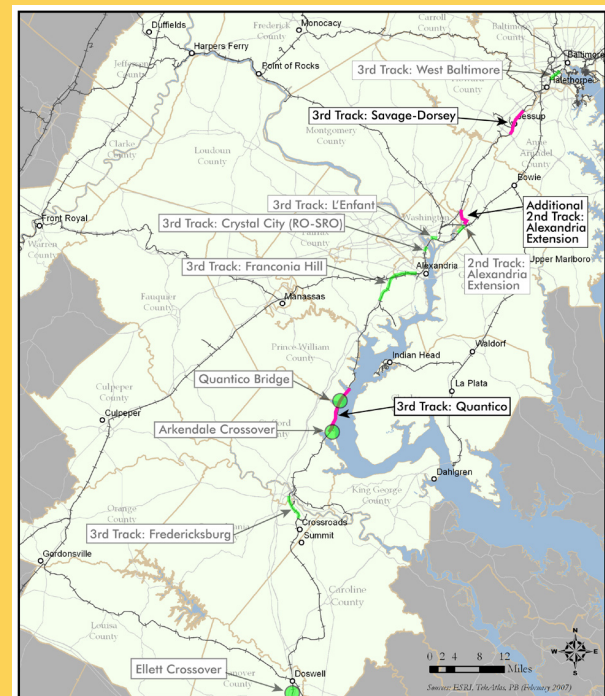 Duffields
Frederick
County
Monocacy
Carroll
County
Harpers Ferry
Jefferson
County
Point of Rocks
Baltimore
3rd Track: West Baltimore
Halethorpe
3rd Track: Savage-Dorsey
Jessup
Montgomery
County
Clarke
County
Loudoun
County
Anne
Arundel
County
Bowie
3rd Track: L'Enfant
Washington
Additional
2nd Track:
Alexandria
Extension
3rd Track: Crystal City (RO-SRO)
Front Royal
Warren
County
3rd Track: Franconia Hill
Alexandria
Upper Marlboro
2nd Track:
Alexandria
Extension
Fauquier
County
Manassas
Prince William
County
Indian Head
Waldorf
Quantico Bridge
La Plata
Culpeper
County
Culpeper
3rd Track: Quantico
Arkendale Crossover
Dahlgren
King George
County
Orange
County
3rd Track: Fredericksburg
Crossroads
Summit
Gordonsville
Caroline
County
Louisa
County
Ellett Crossover
Doswell
N
W E
S
0 2 4 8 12
Miles
Source: ESRI, TeleAtlas, PB (February 2007)